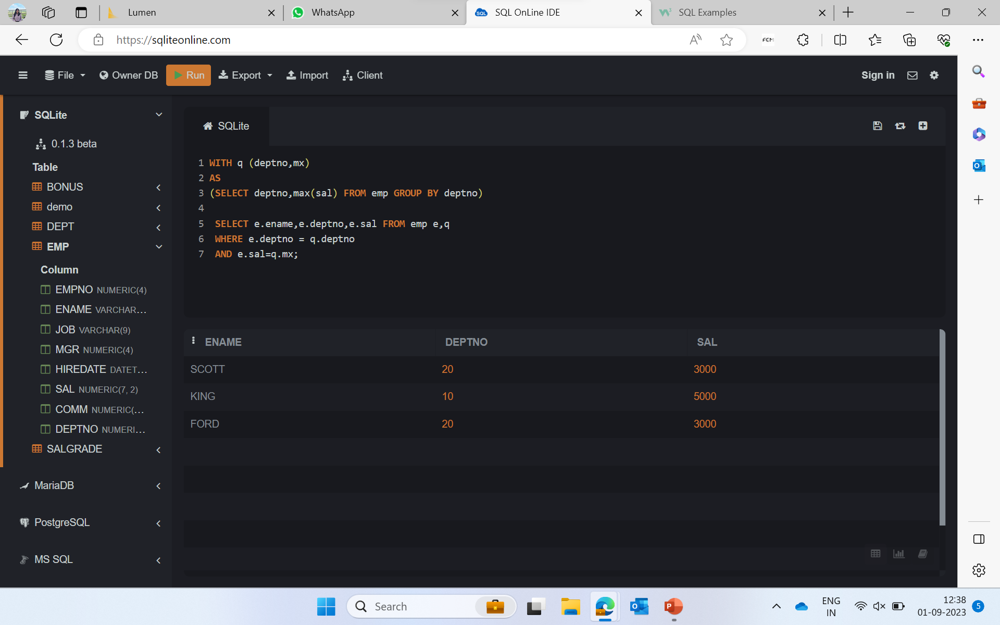 Lumen
WhatsApp
SQL OnLine IDE
SQL Examples
https://sqliteonline.com
FCM
File
Owner DB
Run
Export
Import
Client
Sign in
SQLite
0.1.3 beta
Table
BONUS
demo
DEPT
EMP
Column
EMPNO NUMERIC(4)
ENAME VARCHAR...
JOB VARCHAR(9)
MGR NUMERIC(4)
HIREDATE DATET...
SAL NUMERIC(7, 2)
COMM NUMERIC(...
DEPTNO NUMERI...
SALGRADE
MariaDB
PostgreSQL
MS SQL
SQLite
1 WITH q (deptno,mx)
2 AS
3 (SELECT deptno,max(sal) FROM emp GROUP BY deptno)
4
5 SELECT e.ename,e.deptno,e.sal FROM emp e,q
6 WHERE e.deptno = q.deptno
7 AND e.sal=q.mx;
ENAME DEPTNO SAL
SCOTT 20 3000
KING 10 5000
FORD 20 3000
Search
ENG
IN
12:38
01-09-2023
5